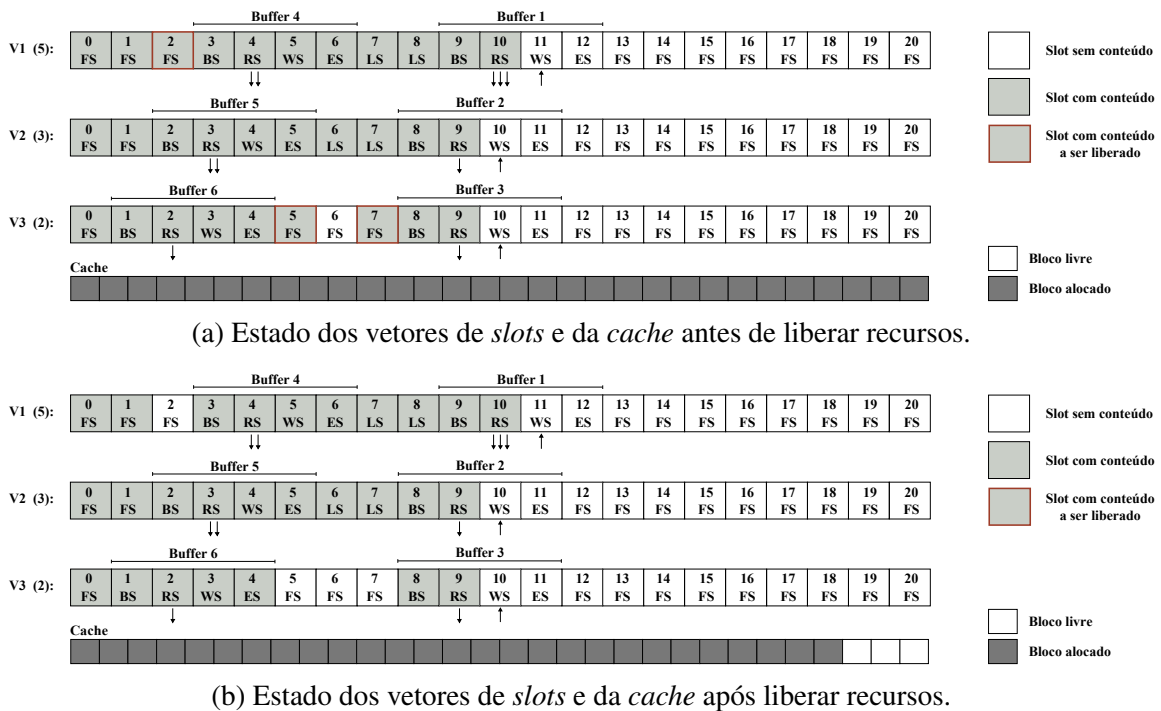 Buffer 4 Buffer 1
V1 (5): 0 1 2 3 4 5 6 7 8 9 10 11 12 13 14 15 16 17 18 19 20 Slot sem conteúdo
FS FS FS BS RS WS ES LS LS BS RS WS ES FS FS FS FS FS FS FS FS
Buffer 5 Buffer 2
Slot com conteúdo
V2 (3): 0 1 2 3 4 5 6 7 8 9 10 11 12 13 14 15 16 17 18 19 20
FS FS BS RS WS ES LS LS BS RS WS ES FS FS FS FS FS FS FS FS FS
Slot com conteúdo
a ser liberado
Buffer 6 Buffer 3
V3 (2): 0 1 2 3 4 5 6 7 8 9 10 11 12 13 14 15 16 17 18 19 20
FS BS RS WS ES FS FS FS BS RS WS ES FS FS FS FS FS FS FS FS FS
Bloco livre
Cache
Bloco alocado
(a) Estado dos vetores de slots e da cache antes de liberar recursos.
Buffer 4 Buffer 1
V1 (5): 0 1 2 3 4 5 6 7 8 9 10 11 12 13 14 15 16 17 18 19 20 Slot sem conteúdo
FS FS FS BS RS WS ES LS LS BS RS WS ES FS FS FS FS FS FS FS FS
Buffer 5 Buffer 2
Slot com conteúdo
V2 (3): 0 1 2 3 4 5 6 7 8 9 10 11 12 13 14 15 16 17 18 19 20
FS FS BS RS WS ES LS LS BS RS WS ES FS FS FS FS FS FS FS FS FS
Slot com conteúdo
a ser liberado
Buffer 6 Buffer 3
V3 (2): 0 1 2 3 4 5 6 7 8 9 10 11 12 13 14 15 16 17 18 19 20
FS BS RS WS ES FS FS FS BS RS WS ES FS FS FS FS FS FS FS FS FS
Bloco livre
Cache
Bloco alocado
(b) Estado dos vetores de slots e da cache após liberar recursos.